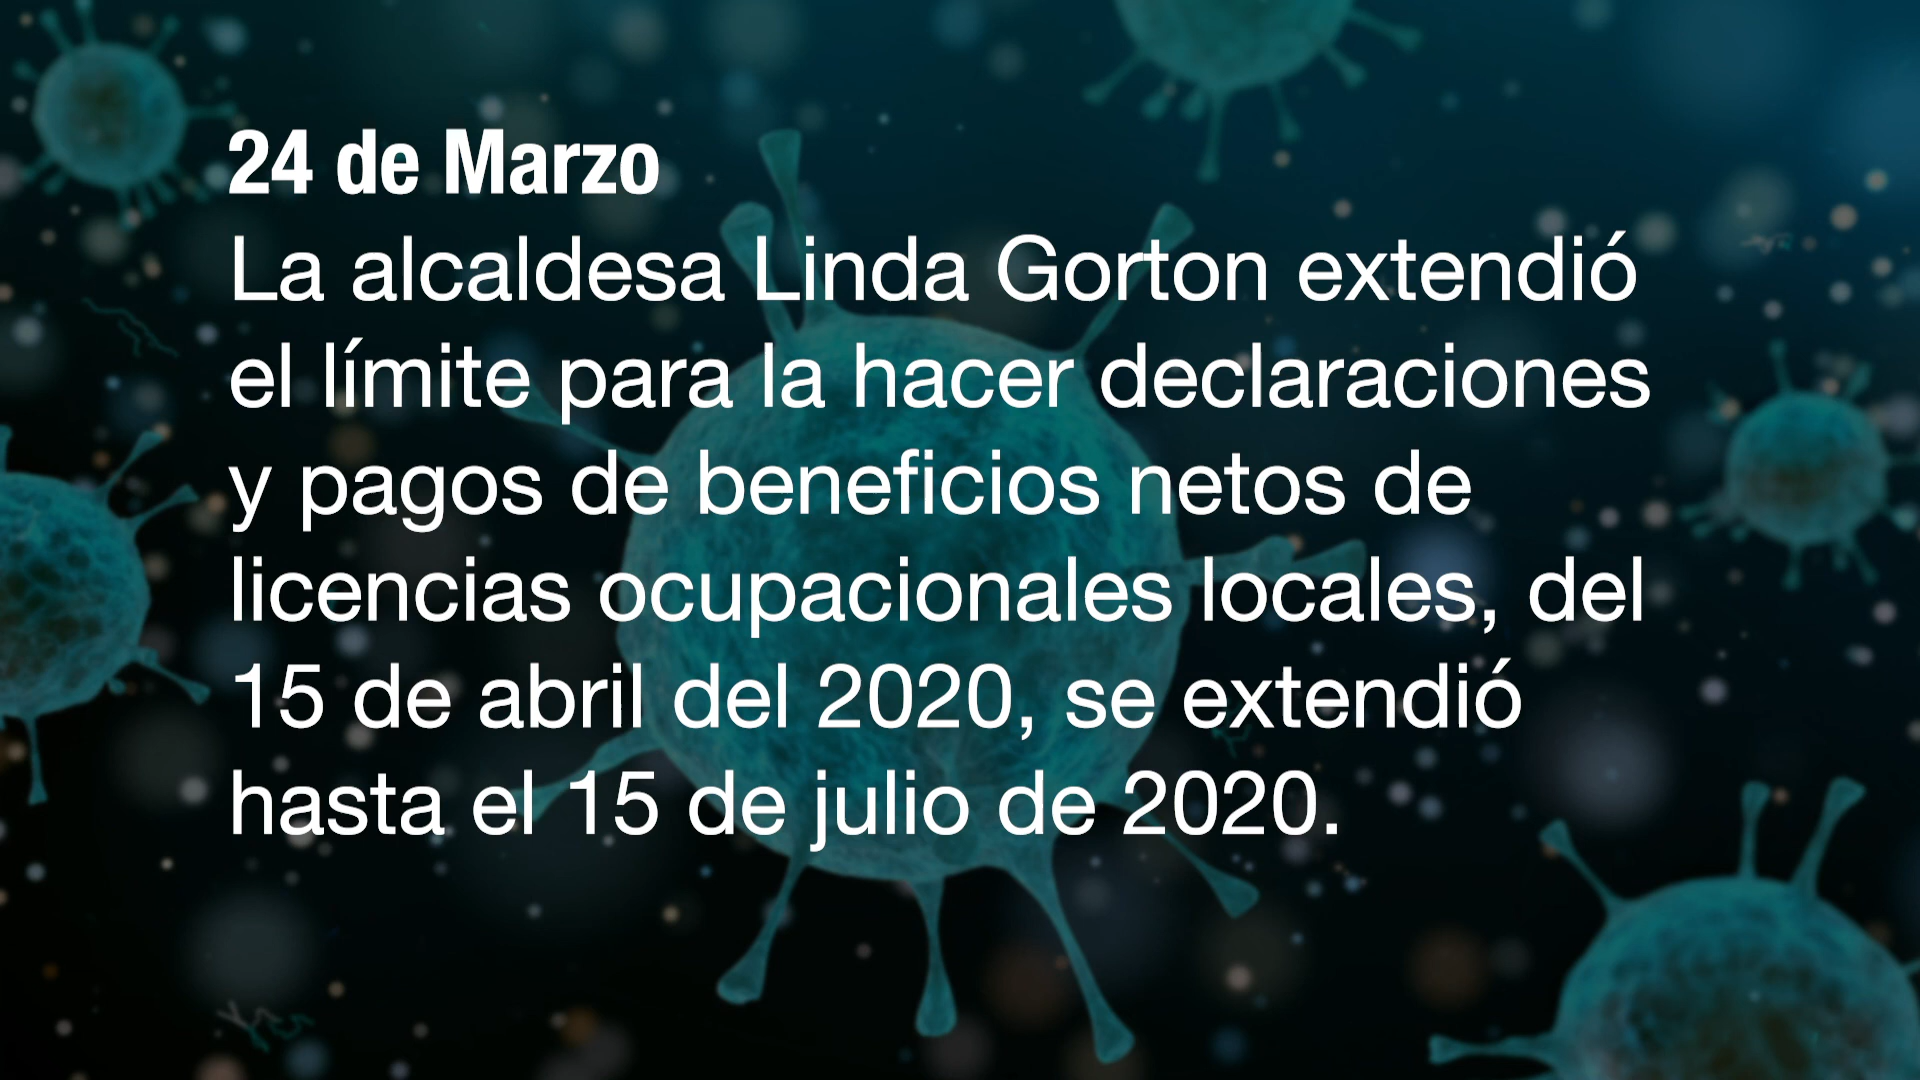 24 de Marzo
La alcaldesa Linda Gorton extendió
el límite para la hacer declaraciones
y pagos de beneficios netos de
licencias ocupacionales locales, del
15 de abril del 2020, se extendió
hasta el 15 de julio de 2020.